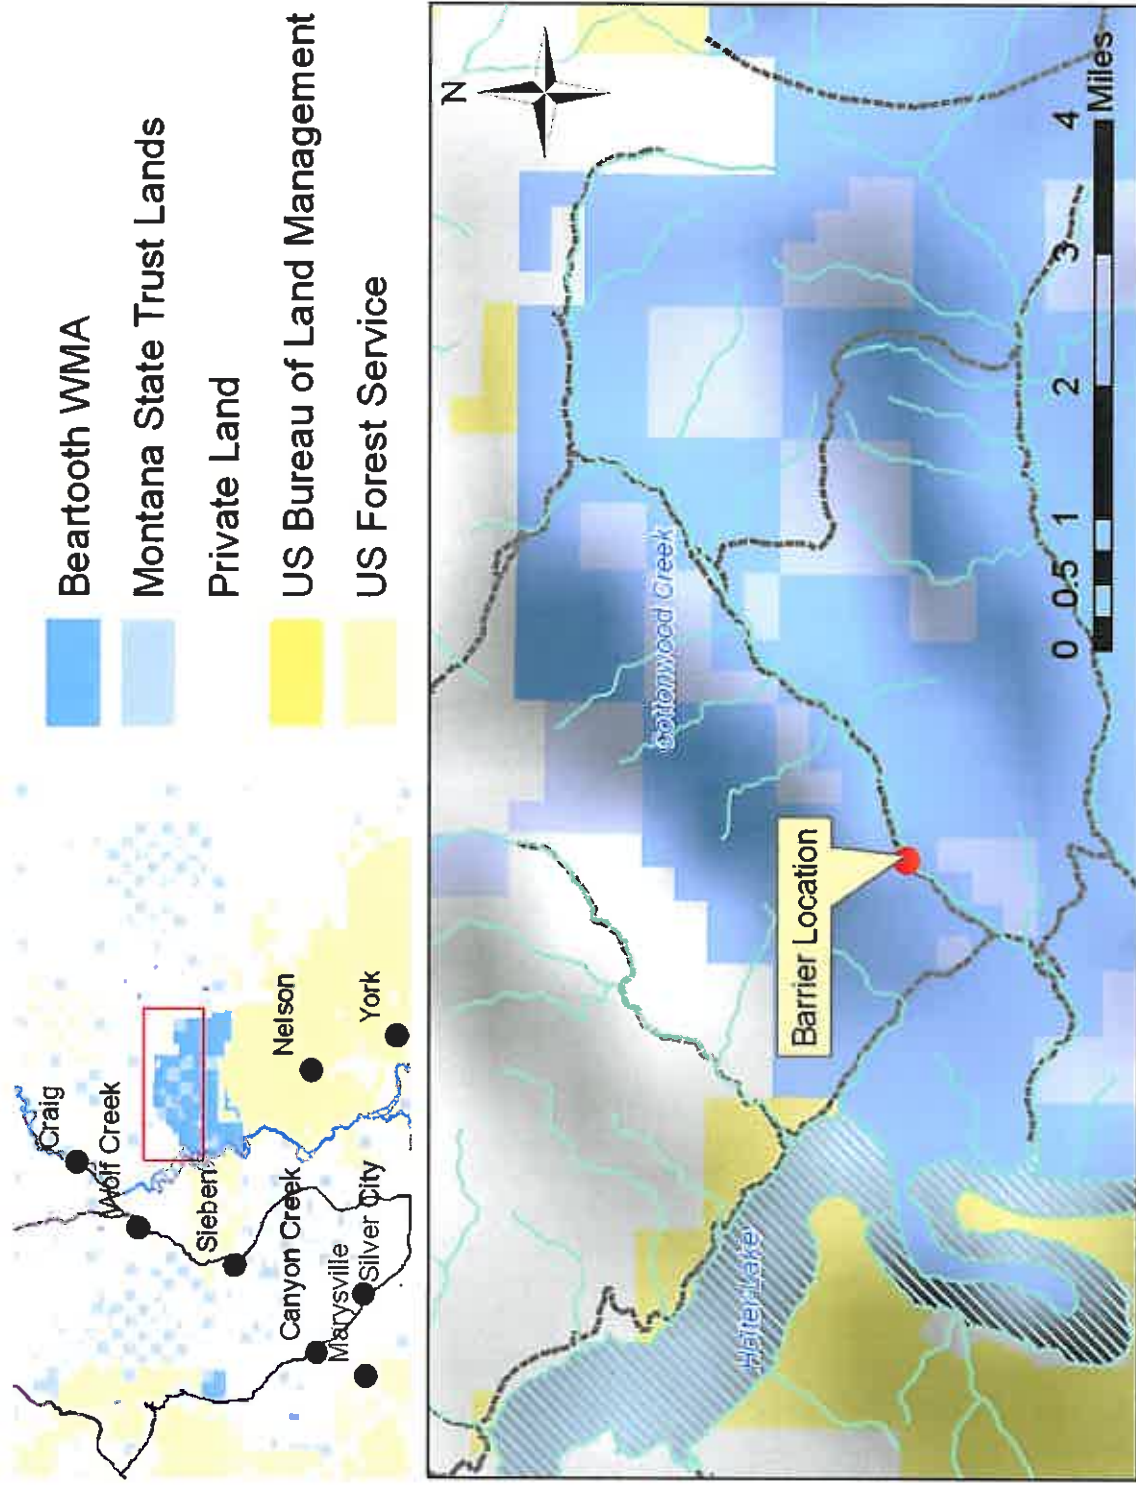 Beartooth WMA
Montana State Trust Lands
Private Land
US Bureau of Land Management
US Forest Service
Craig
Wolf Creek
Sieben
Nelson
York
Canyon Creek
Marysville
Silver City
N
Cottonwood Creek
Barrier Location
Holter Lake
0 0.5 1 2 3 4
Miles